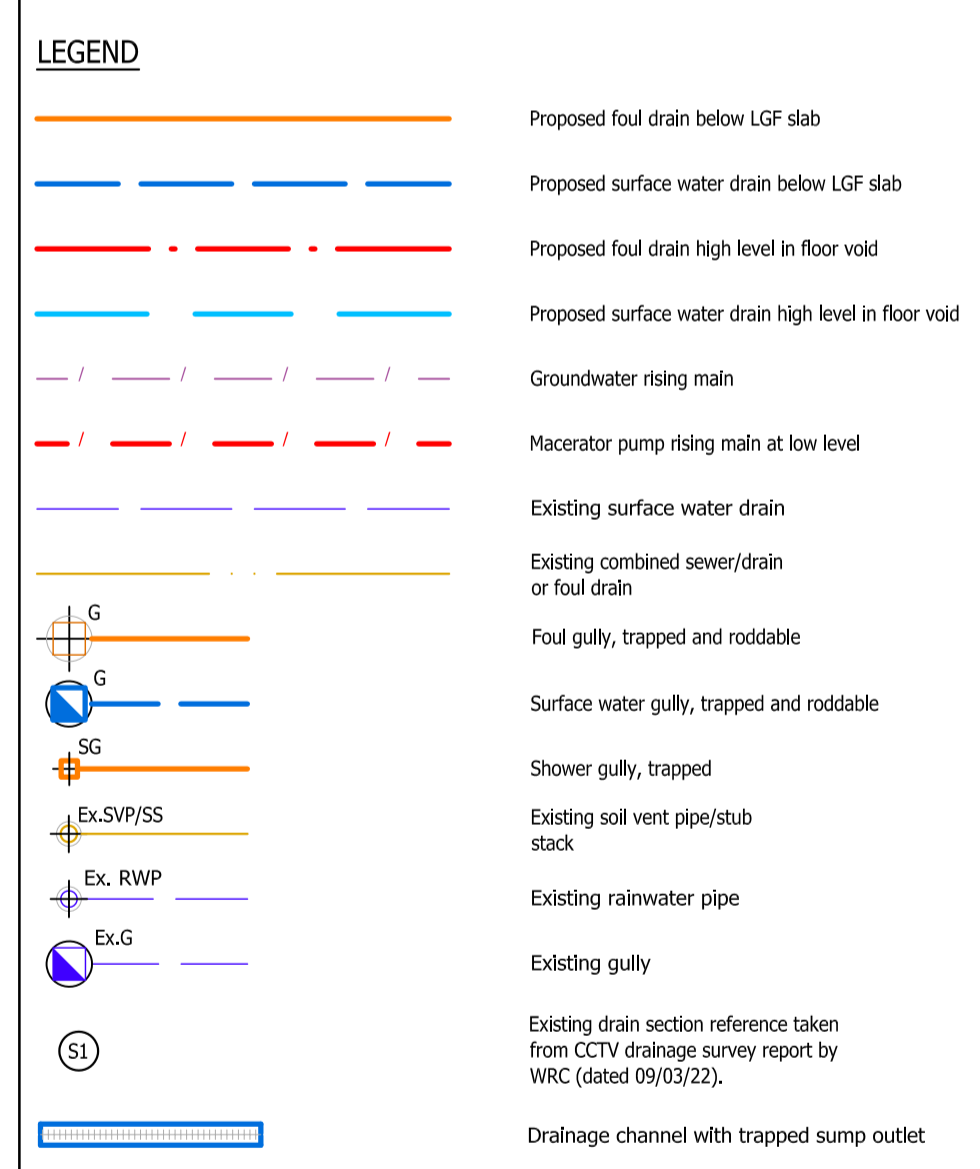 LEGEND
Proposed foul drain below LGF slab
Proposed surface water drain below LGF slab
Proposed foul drain high level in floor void
Proposed surface water drain high level in floor void
Groundwater rising main
Macerator pump rising main at low level
Existing surface water drain
Existing combined sewer/drain
or foul drain
G
Foul gully, trapped and roddable
G
Surface water gully, trapped and roddable
SG
Shower gully, trapped
Ex.SVP/SS
Existing soil vent pipe/stub
stack
Ex. RWP
Existing rainwater pipe
Ex.G
Existing gully
S1
Existing drain section reference taken
from CCTV drainage survey report by
WRC (dated 09/03/22).
Drainage channel with trapped sump outlet